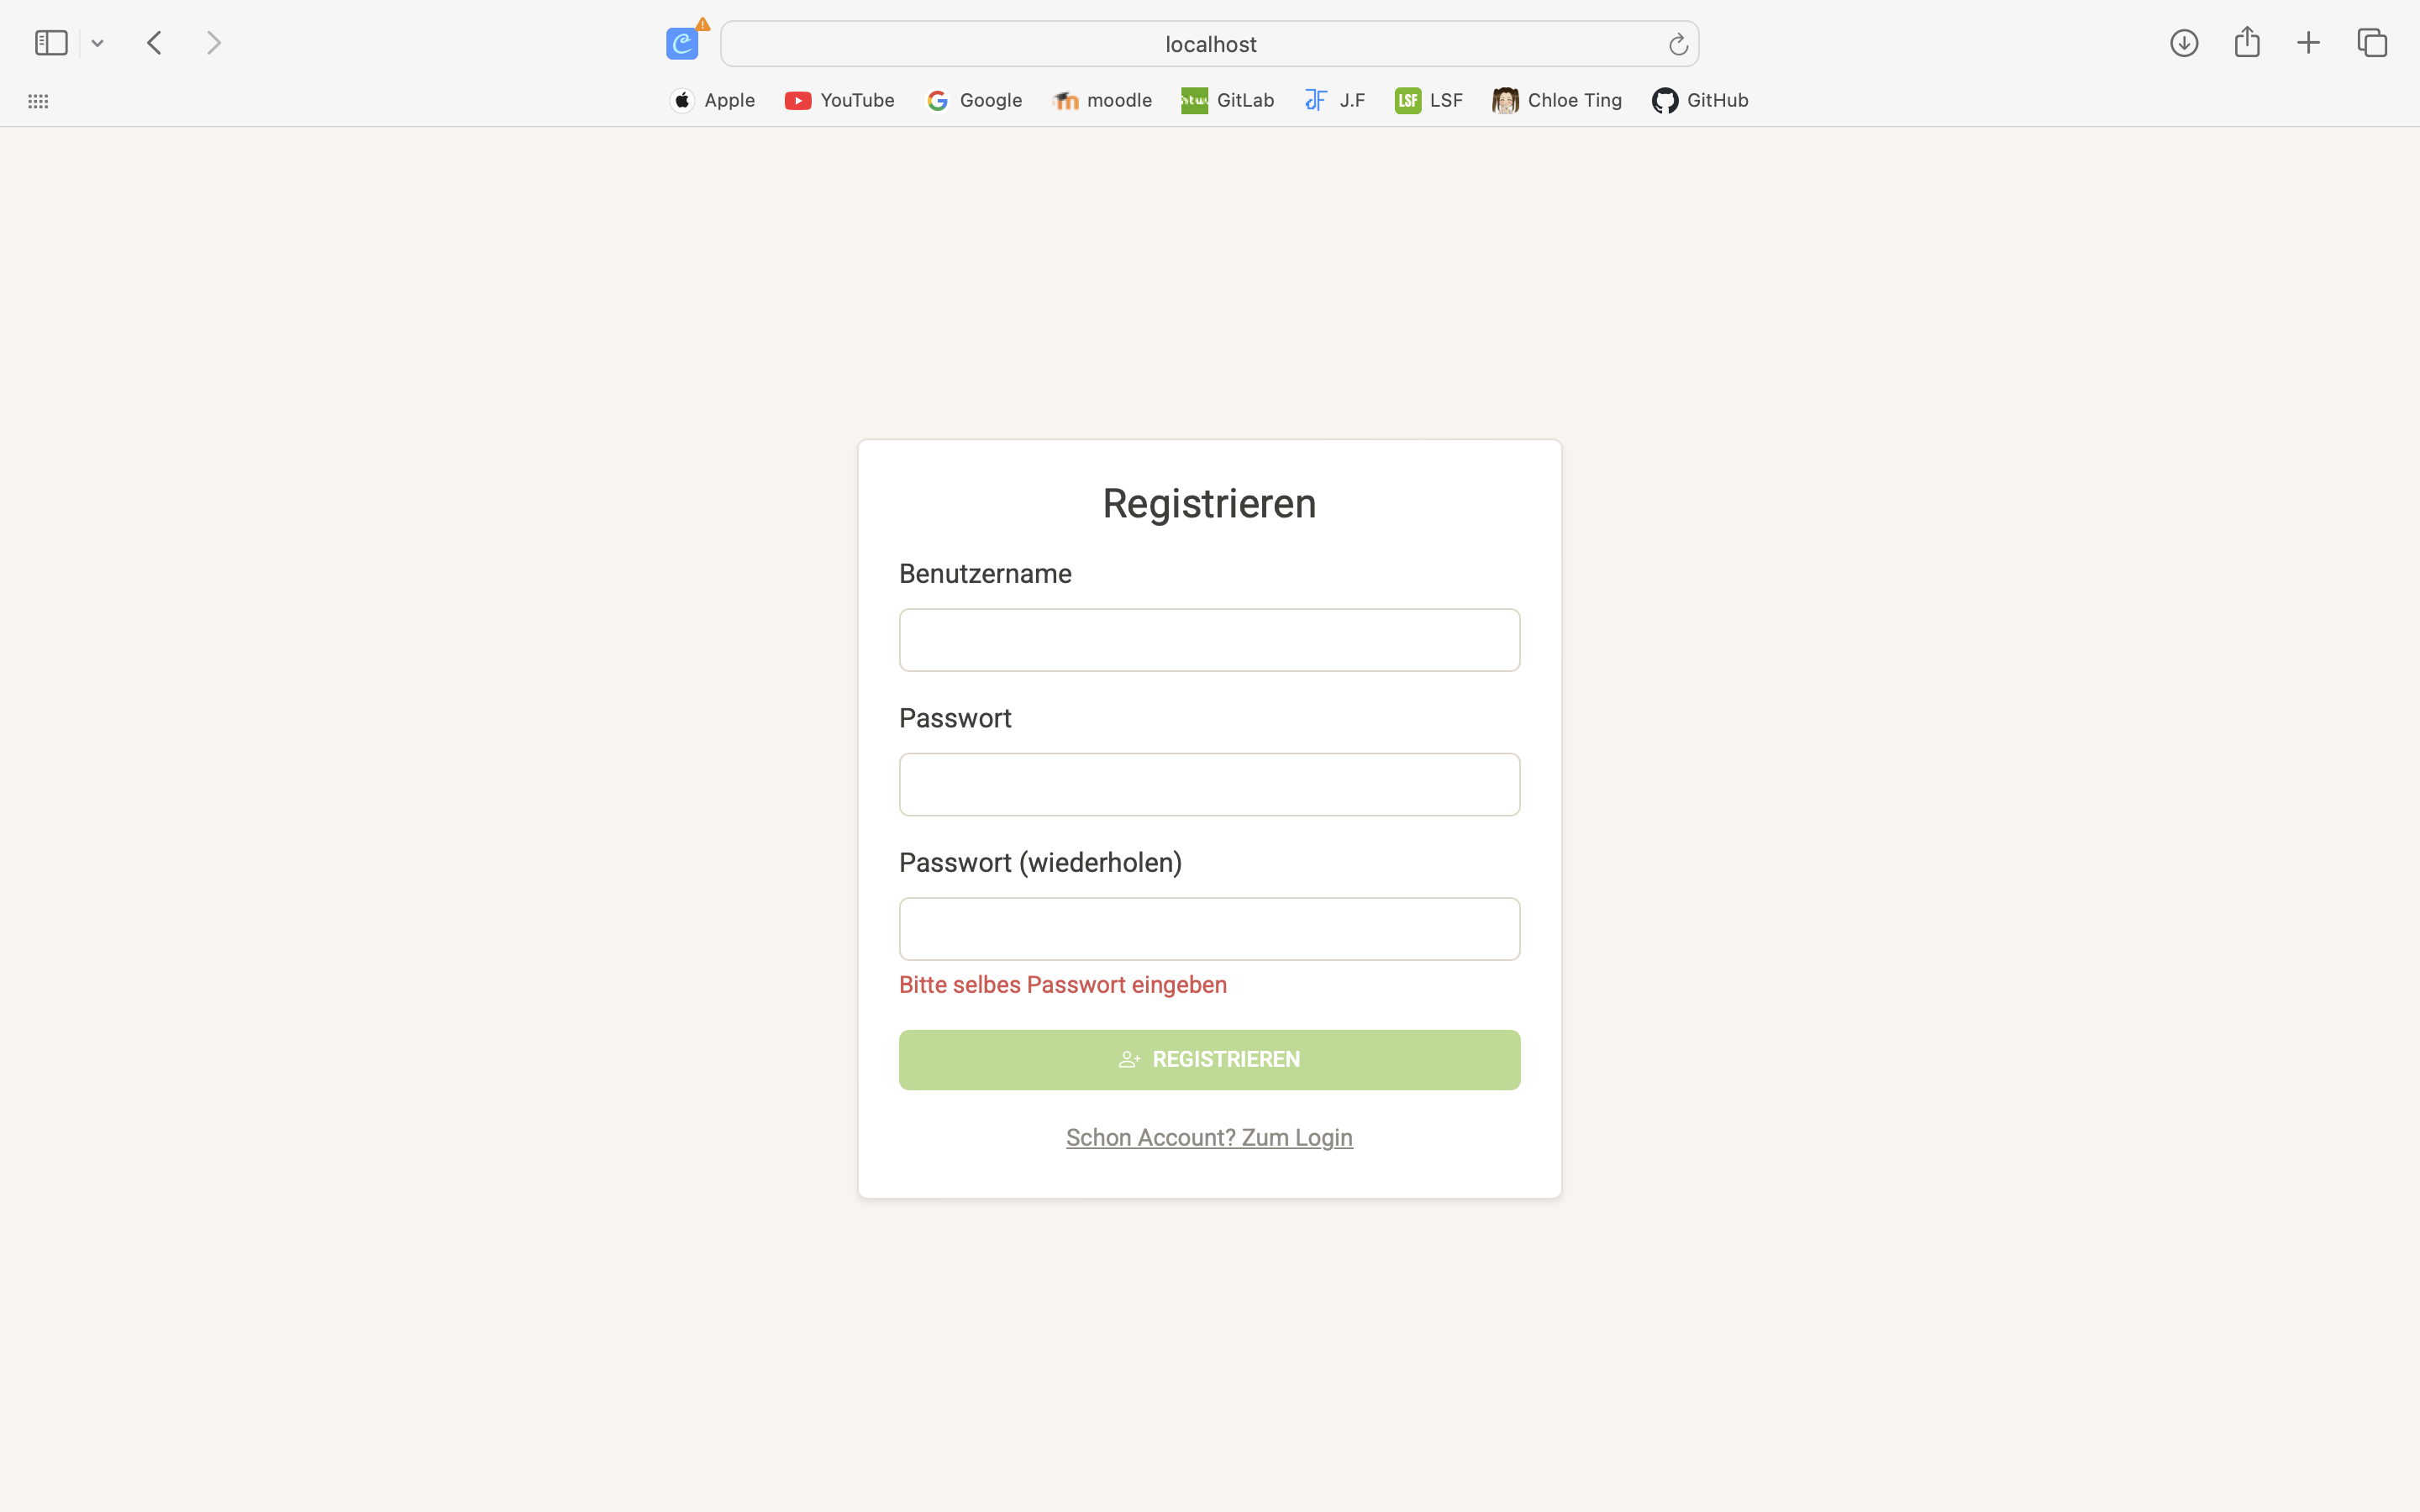 localhost
Apple YouTube Google moodle GitLab J.F LSF LSF Chloe Ting GitHub
Registrieren
Benutzername
Passwort
Passwort (wiederholen)
Bitte selbes Passwort eingeben
REGISTRIEREN
Schon Account? Zum Login